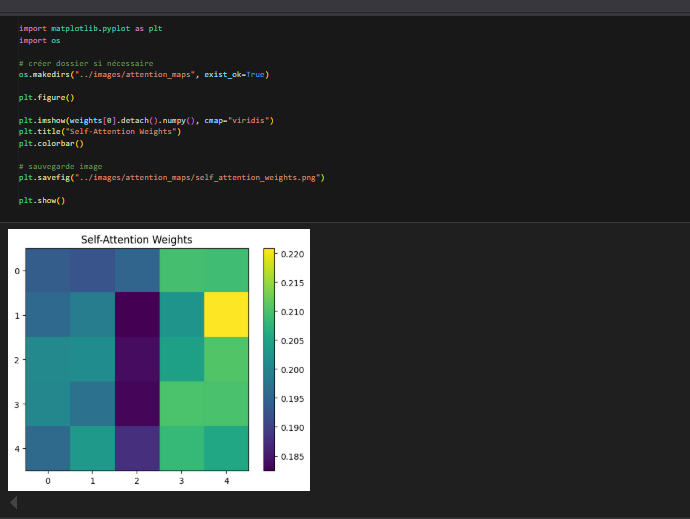 import matplotlib.pyplot as plt
import os
# créer dossier si nécessaire
os.makedirs("../images/attention_maps", exist_ok=True)
plt.figure()
plt.imshow(weights[0].detach().numpy(), cmap="viridis")
plt.title("Self-Attention Weights")
plt.colorbar()
# sauvegarde image
plt.savefig("../images/attention_maps/self_attention_weights.png")
plt.show()
Self-Attention Weights
0
1
2
3
4
0 1 2 3 4
0.220
0.215
0.210
0.205
0.200
0.195
0.190
0.185